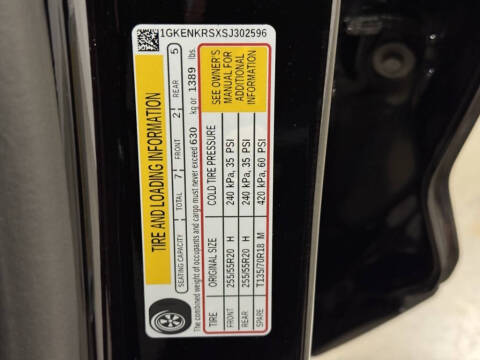 1GKENKRSXSJ302596
TIRE AND LOADING INFORMATION
SEATING CAPACITY | TOTAL 7 | FRONT 2 | REAR 5
The combined weight of occupants and cargo must never exceed 630 kg or 1389 lbs.
TIRE ORIGINAL SIZE COLD TIRE PRESSURE
FRONT 255/55R20 H 240 kPa, 35 PSI
REAR 255/55R20 H 240 kPa, 35 PSI
SPARE T135/70R18 M 420 kPa, 60 PSI
SEE OWNER'S
MANUAL FOR
ADDITIONAL
INFORMATION